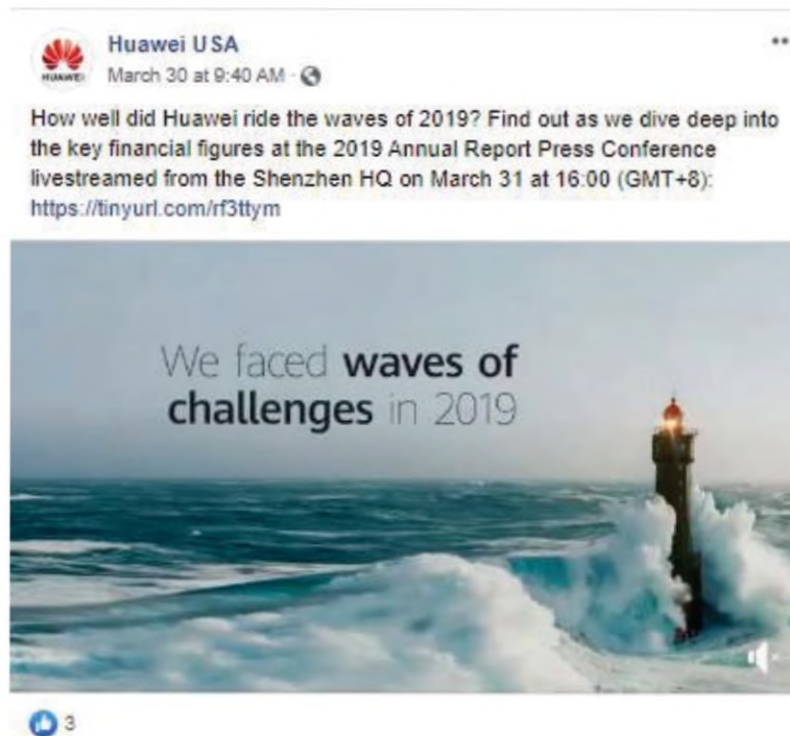 Huawei USA
HUAWEI
March 30 at 9:40 AM ·
How well did Huawei ride the waves of 2019? Find out as we dive deep into
the key financial figures at the 2019 Annual Report Press Conference
livestreamed from the Shenzhen HQ on March 31 at 16:00 (GMT+8):
https://tinyurl.com/rf3ttym
We faced waves of
challenges in 2019
3